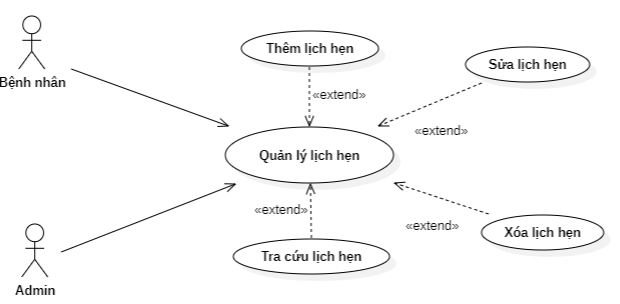 Thêm lịch hẹn
Sửa lịch hẹn
Bệnh nhân
«extend»
«extend»
Quản lý lịch hẹn
«extend»
«extend»
Xóa lịch hẹn
Tra cứu lịch hẹn
Admin